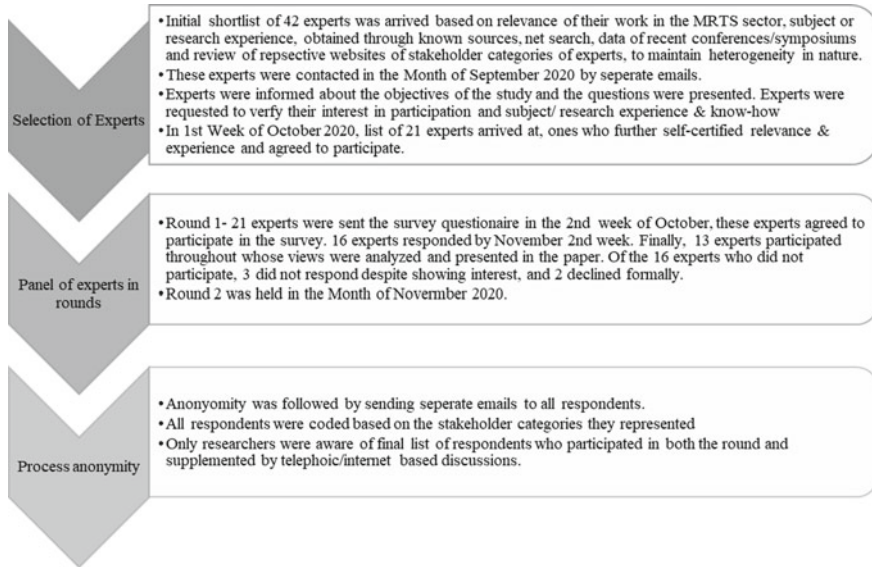 Selection of Experts
•Initial shortlist of 42 experts was arrived based on relevance of their work in the MRTS sector, subject or
research experience, obtained through known sources, net search, data of recent conferences/symposiums
and review of repsective websites of stakeholder categories of experts, to maintain heterogeneity in nature.
•These experts were contacted in the Month of September 2020 by seperate emails.
•Experts were informed about the objectives of the study and the questions were presented. Experts were
requested to verfy their interest in participation and subject/ research experience & know-how
•In 1st Week of October 2020, list of 21 experts arrived at, ones who further self-certified relevance &
experience and agreed to participate.
Panel of experts in
rounds
•Round 1- 21 experts were sent the survey questionaire in the 2nd week of October, these experts agreed to
participate in the survey. 16 experts responded by November 2nd week. Finally, 13 experts participated
throughout whose views were analyzed and presented in the paper. Of the 16 experts who did not
participate, 3 did not respond despite showing interest, and 2 declined formally.
•Round 2 was held in the Month of Novermber 2020.
Process anonymity
•Anonyomity was followed by sending seperate emails to all respondents.
•All respondents were coded based on the stakeholder categories they represented
•Only researchers were aware of final list of respondents who participated in both the round and
supplemented by telephoic/internet based discussions.